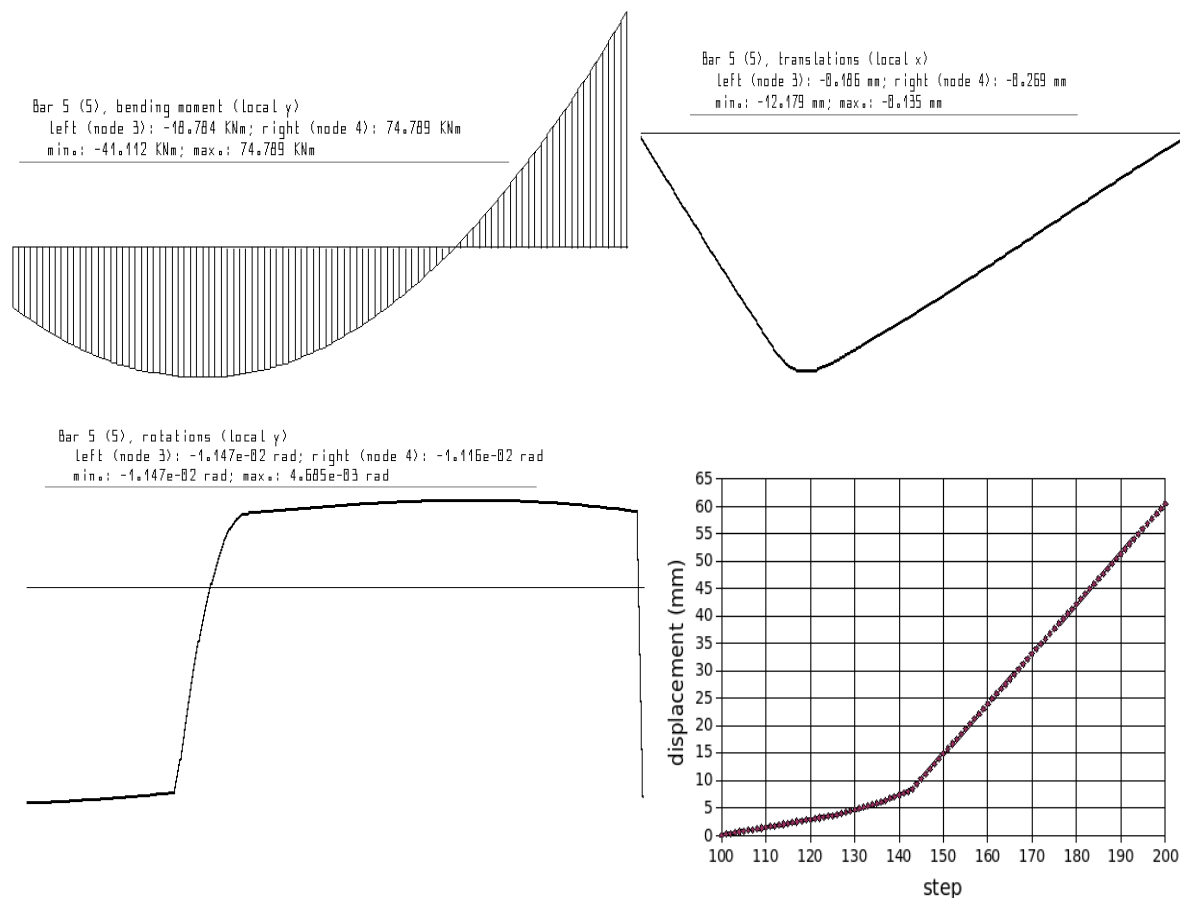 Bar 5 (5), bending moment (local y)
left (node 3): -18.784 KNm; right (node 4): 74.789 KNm
min.: -41.112 KNm; max.: 74.789 KNm
Bar 5 (5), translations (local x)
left (node 3): -0.186 mm; right (node 4): -0.269 mm
min.: -12.179 mm; max.: -0.135 mm
Bar 5 (5), rotations (local y)
left (node 3): -1.147e-02 rad; right (node 4): -1.116e-02 rad
min.: -1.147e-02 rad; max.: 4.685e-03 rad
displacement (mm)
65
60
55
50
45
40
35
30
25
20
15
10
5
0
100 110 120 130 140 150 160 170 180 190 200
step